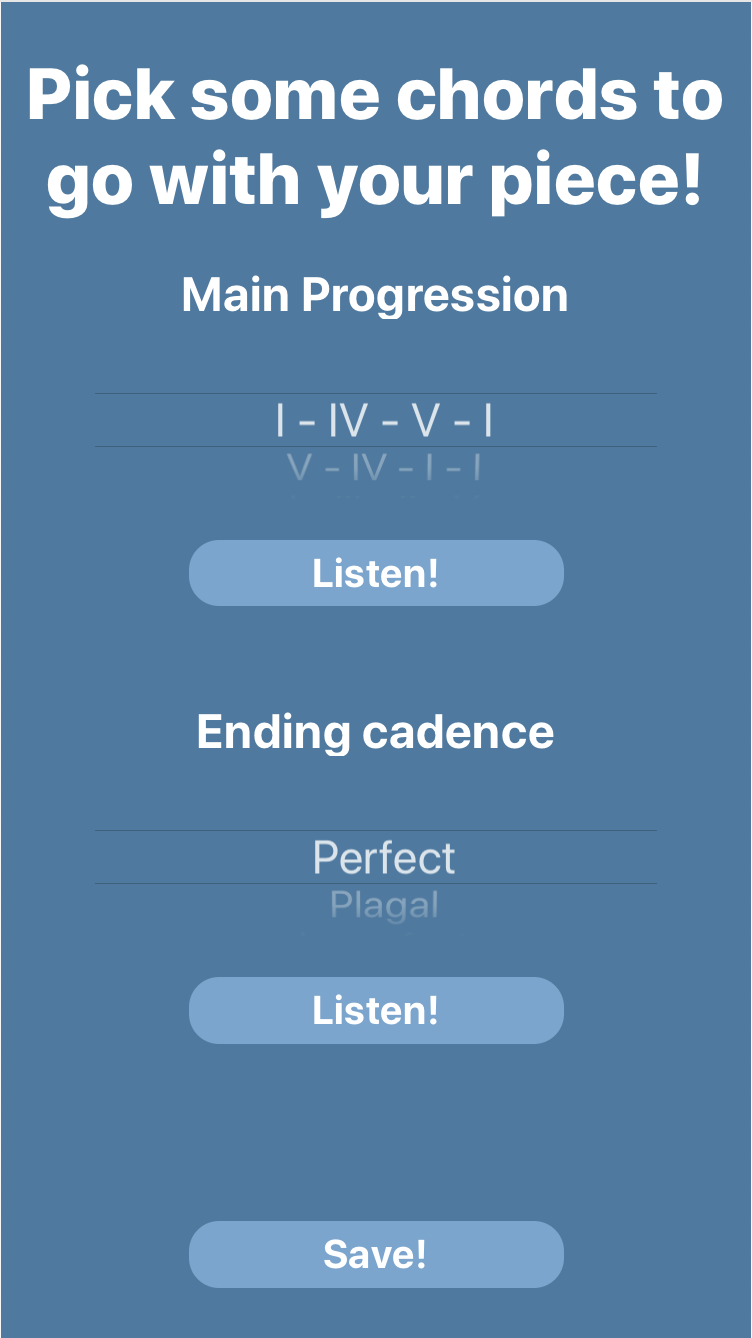 Pick some chords to
go with your piece!
Main Progression
I - IV - V - I
V - IV - I - I
Listen!
Ending cadence
Perfect
Plagal
Listen!
Save!